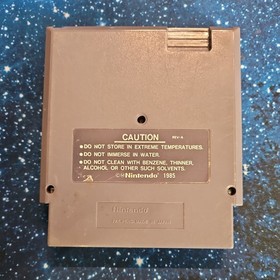 CAUTION
REV-A
• DO NOT STORE IN EXTREME TEMPERATURES.
• DO NOT IMMERSE IN WATER.
• DO NOT CLEAN WITH BENZENE, THINNER,
ALCOHOL OR OTHER SUCH SOLVENTS.
©™Nintendo® 1985
Nintendo